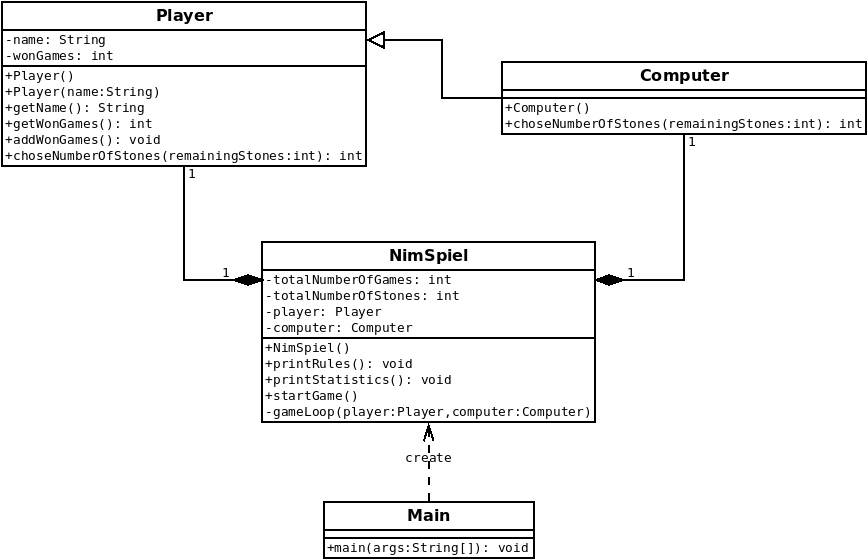 Player
-name: String
-wonGames: int
+Player()
+Player(name:String)
+getName(): String
+getWonGames(): int
+addWonGames(): void
+choseNumberOfStones(remainingStones:int): int
1
Computer
+Computer()
+choseNumberOfStones(remainingStones:int): int
1
1
NimSpiel
-totalNumberOfGames: int
-totalNumberOfStones: int
-player: Player
-computer: Computer
+NimSpiel()
+printRules(): void
+printStatistics(): void
+startGame()
-gameLoop(player:Player,computer:Computer)
1
create
Main
+main(args:String[]): void